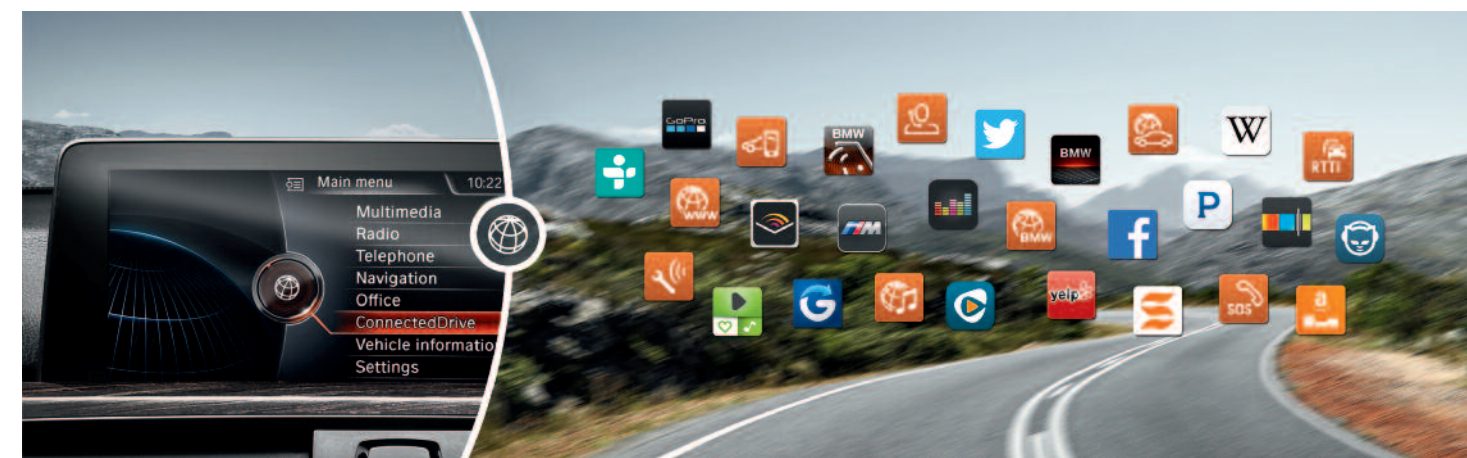 Main menu
10:22
Multimedia
Radio
Telephone
Navigation
Office
ConnectedDrive
Vehicle informatio
Settings
GoPro
BMW
BMW
W
RTTI
www
M
BMW
f
P
yelp
SOS
a